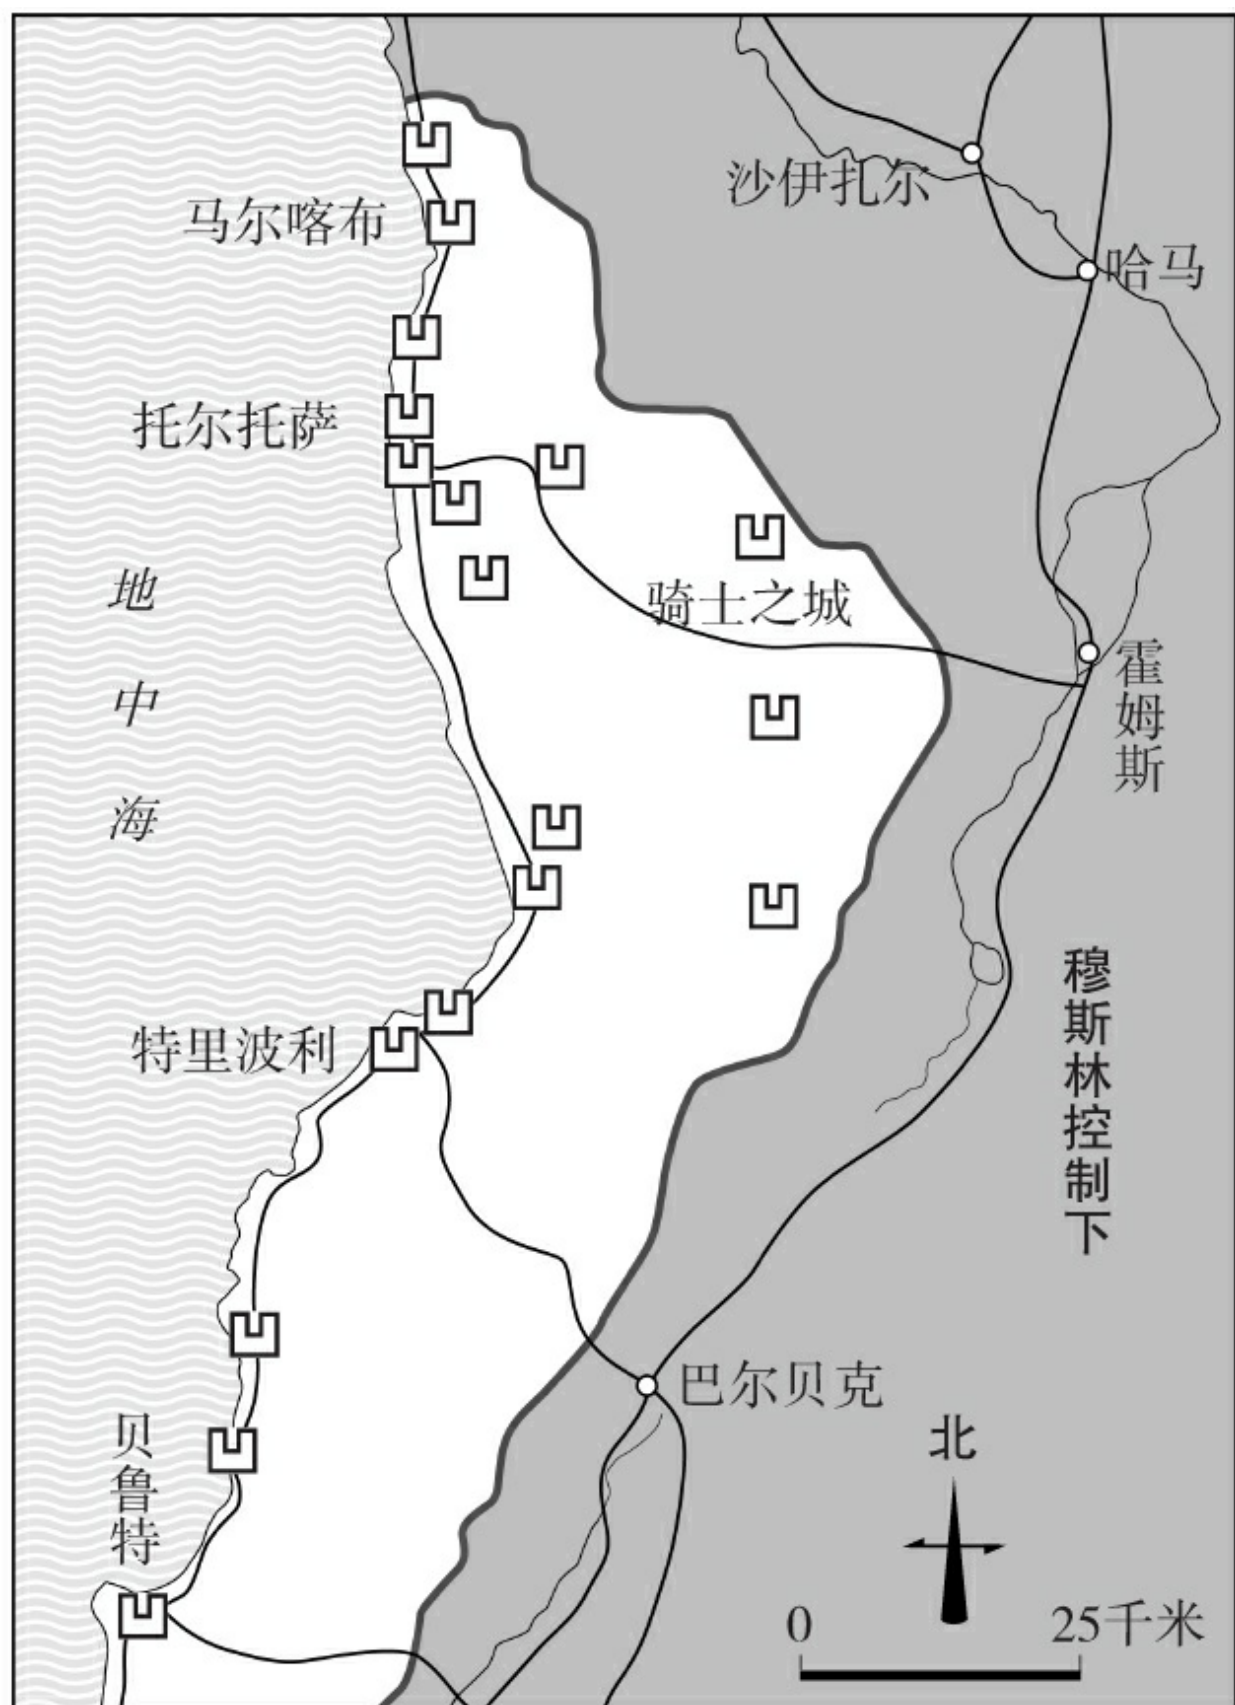 沙伊扎尔
马尔喀布
哈马
托尔托萨
地中海
骑士之城
霍姆斯
穆斯林控制下
特里波利
巴尔贝克
贝鲁特
北
0 25千米